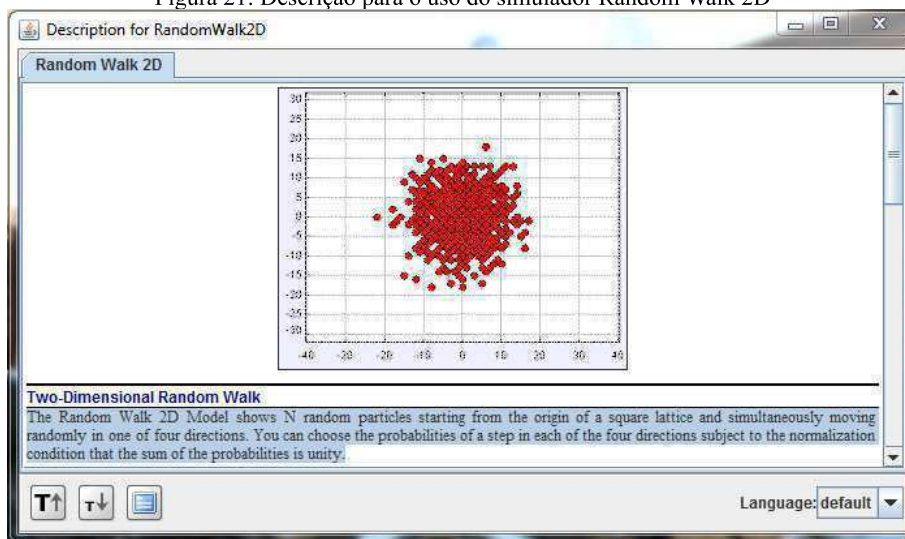 Figura 21: Descrição para o uso do simulador Random Walk 2D
Description for RandomWalk2D
Random Walk 2D
30
25
20
15
10
5
0
-5
-10
-15
-20
-25
-30
-40 -30 -20 -10 0 10 20 30 40
Two-Dimensional Random Walk
The Random Walk 2D Model shows N random particles starting from the origin of a square lattice and simultaneously moving
randomly in one of four directions. You can choose the probabilities of a step in each of the four directions subject to the normalization
condition that the sum of the probabilities is unity.
T T Language: default